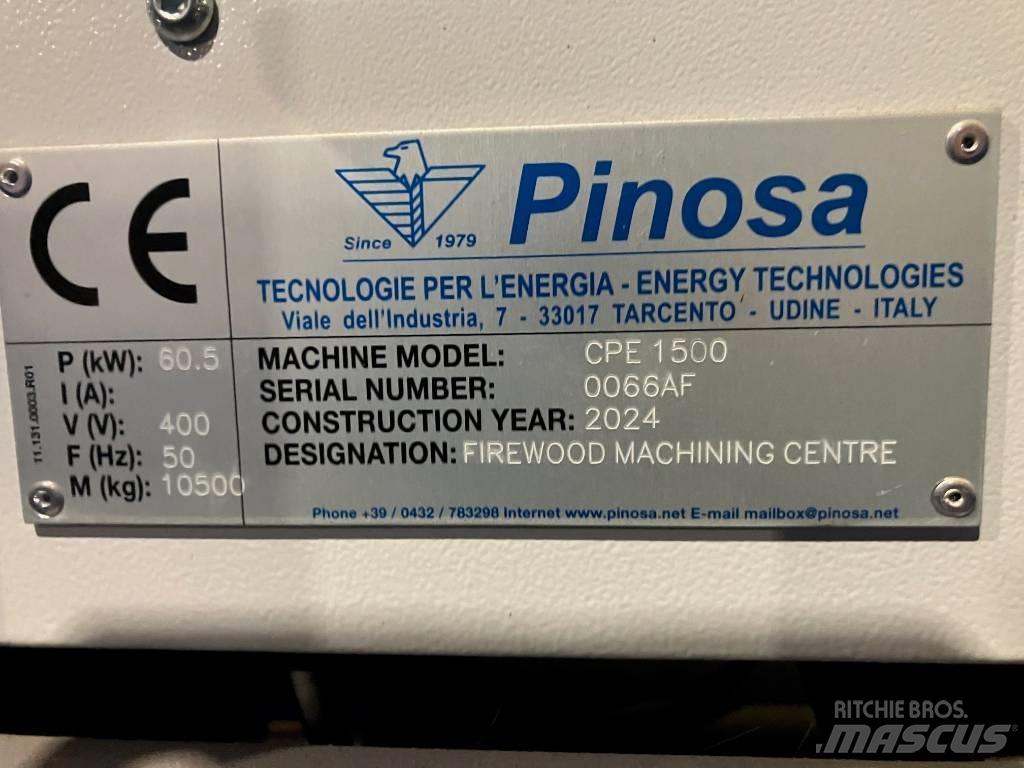 CE
Since 1979
Pinosa
TECNOLOGIE PER L'ENERGIA - ENERGY TECHNOLOGIES
Viale dell'Industria, 7 - 33017 TARCENTO - UDINE - ITALY
11.131.0003.R01
P (kW): 60.5
I (A):
V (V): 400
F (Hz): 50
M (kg): 10500
MACHINE MODEL: CPE 1500
SERIAL NUMBER: 0066AF
CONSTRUCTION YEAR: 2024
DESIGNATION: FIREWOOD MACHINING CENTRE
Phone +39 / 0432 / 783298 Internet www.pinosa.net E-mail mailbox@pinosa.net
RITCHIE BROS.
MASCUS